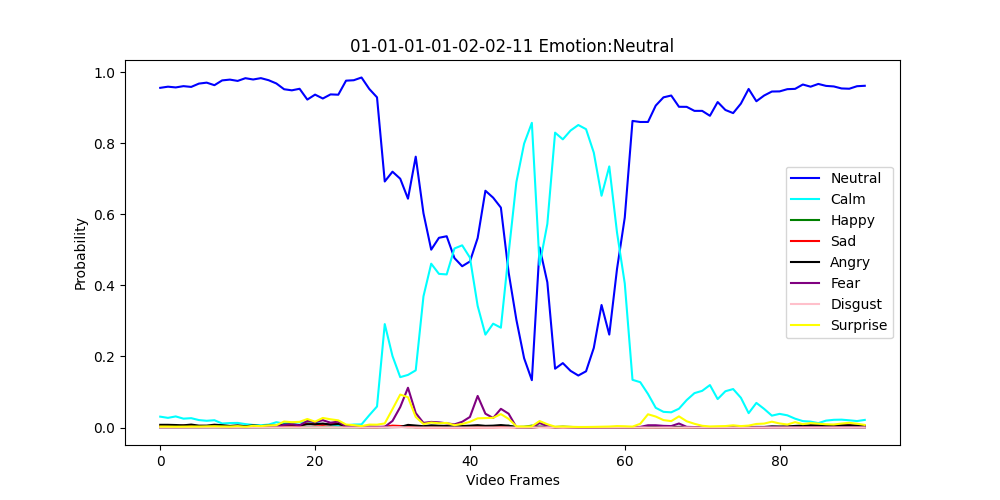 01-01-01-01-02-02-11 Emotion:Neutral
1.0
0.8
0.6
0.4
0.2
0.0
Probability
Neutral
Calm
Happy
Sad
Angry
Fear
Disgust
Surprise
0 20 40 60 80
Video Frames